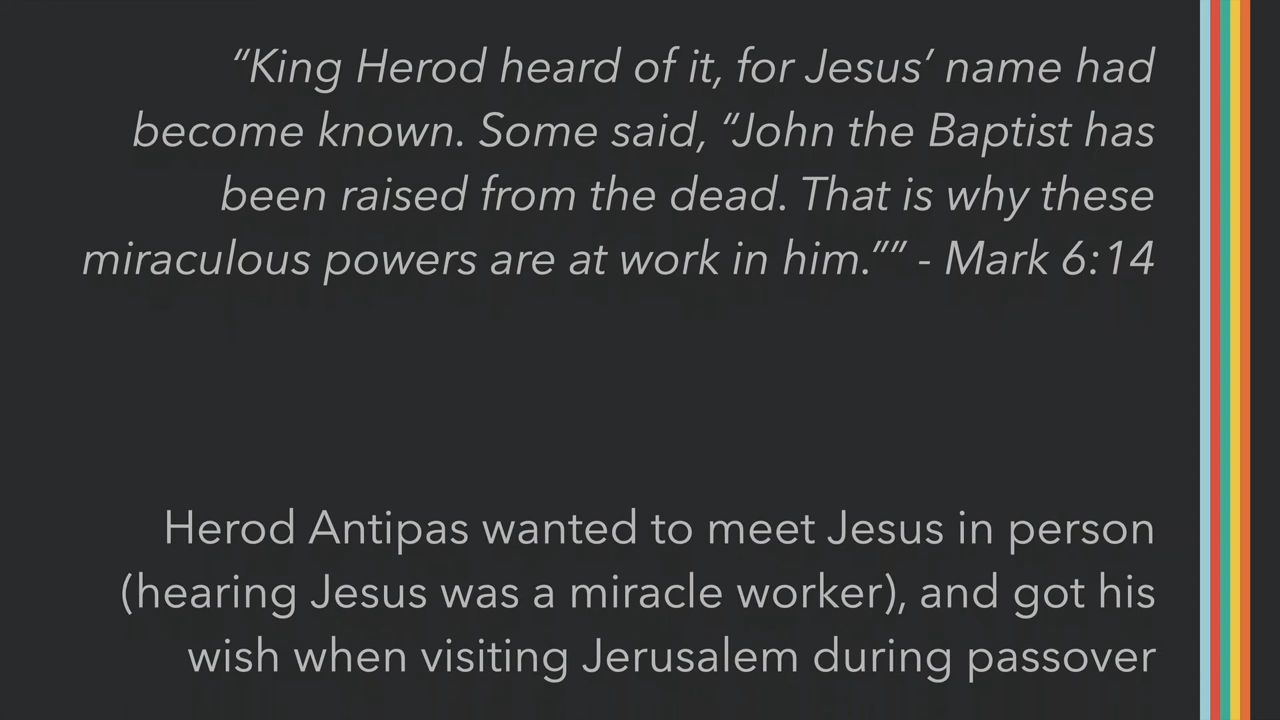 “King Herod heard of it, for Jesus’ name had
become known. Some said, “John the Baptist has
been raised from the dead. That is why these
miraculous powers are at work in him.”” - Mark 6:14
Herod Antipas wanted to meet Jesus in person
(hearing Jesus was a miracle worker), and got his
wish when visiting Jerusalem during passover